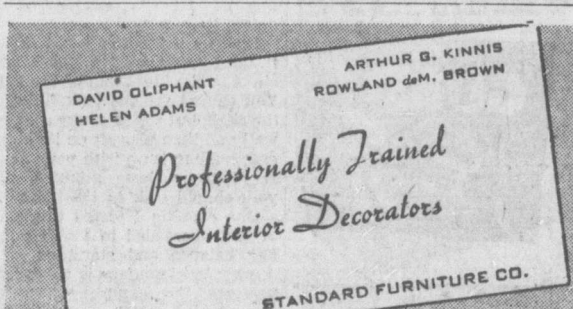 DAVID OLIPHANT
HELEN ADAMS
ARTHUR G. KINNIS
ROWLAND deM. BROWN
Professionally Trained
Interior Decorators
STANDARD FURNITURE CO.